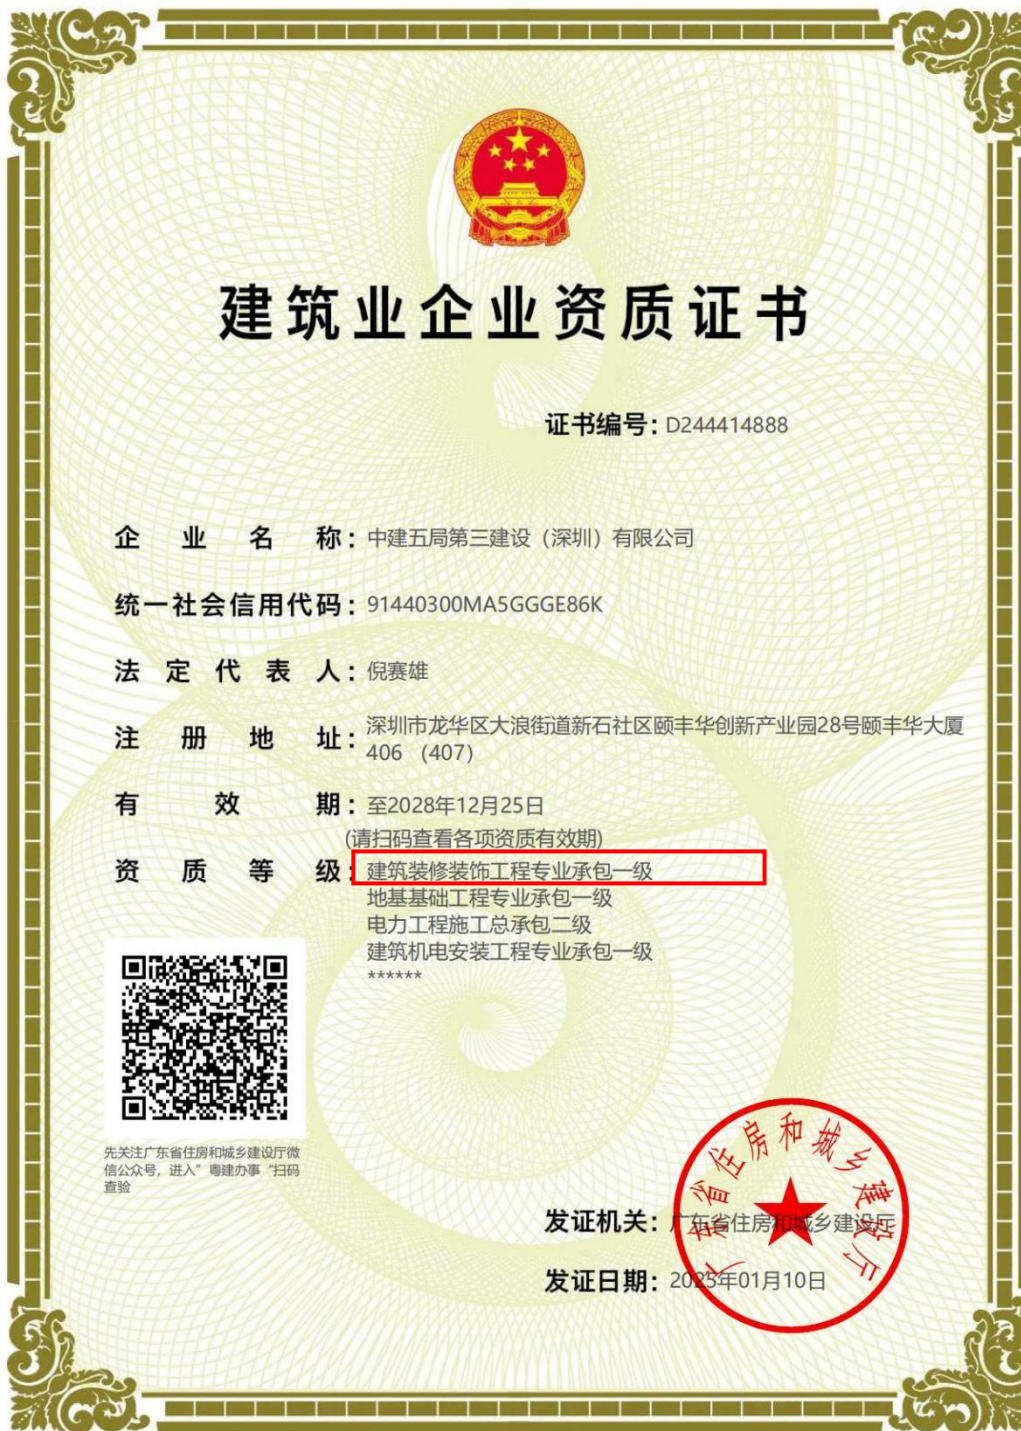 建筑业企业资质证书
证书编号: D244414888
企业名称: 中建五局第三建设（深圳）有限公司
统一社会信用代码: 91440300MA5GGGE86K
法定代表人: 倪赛雄
注册地址: 深圳市龙华区大浪街道新石社区颐丰华创新产业园28号颐丰华大厦
406 （407）
有效期: 至2028年12月25日
(请扫码查看各项资质有效期)
资质等级: 建筑装修装饰工程专业承包一级
地基基础工程专业承包一级
电力工程施工总承包二级
建筑机电安装工程专业承包一级
******
先关注广东省住房和城乡建设厅微
信公众号，进入”粤建办事“扫码
查验
广东省住房和城乡建设厅
发证机关: 广东省住房和城乡建设厅
发证日期: 2025年01月10日